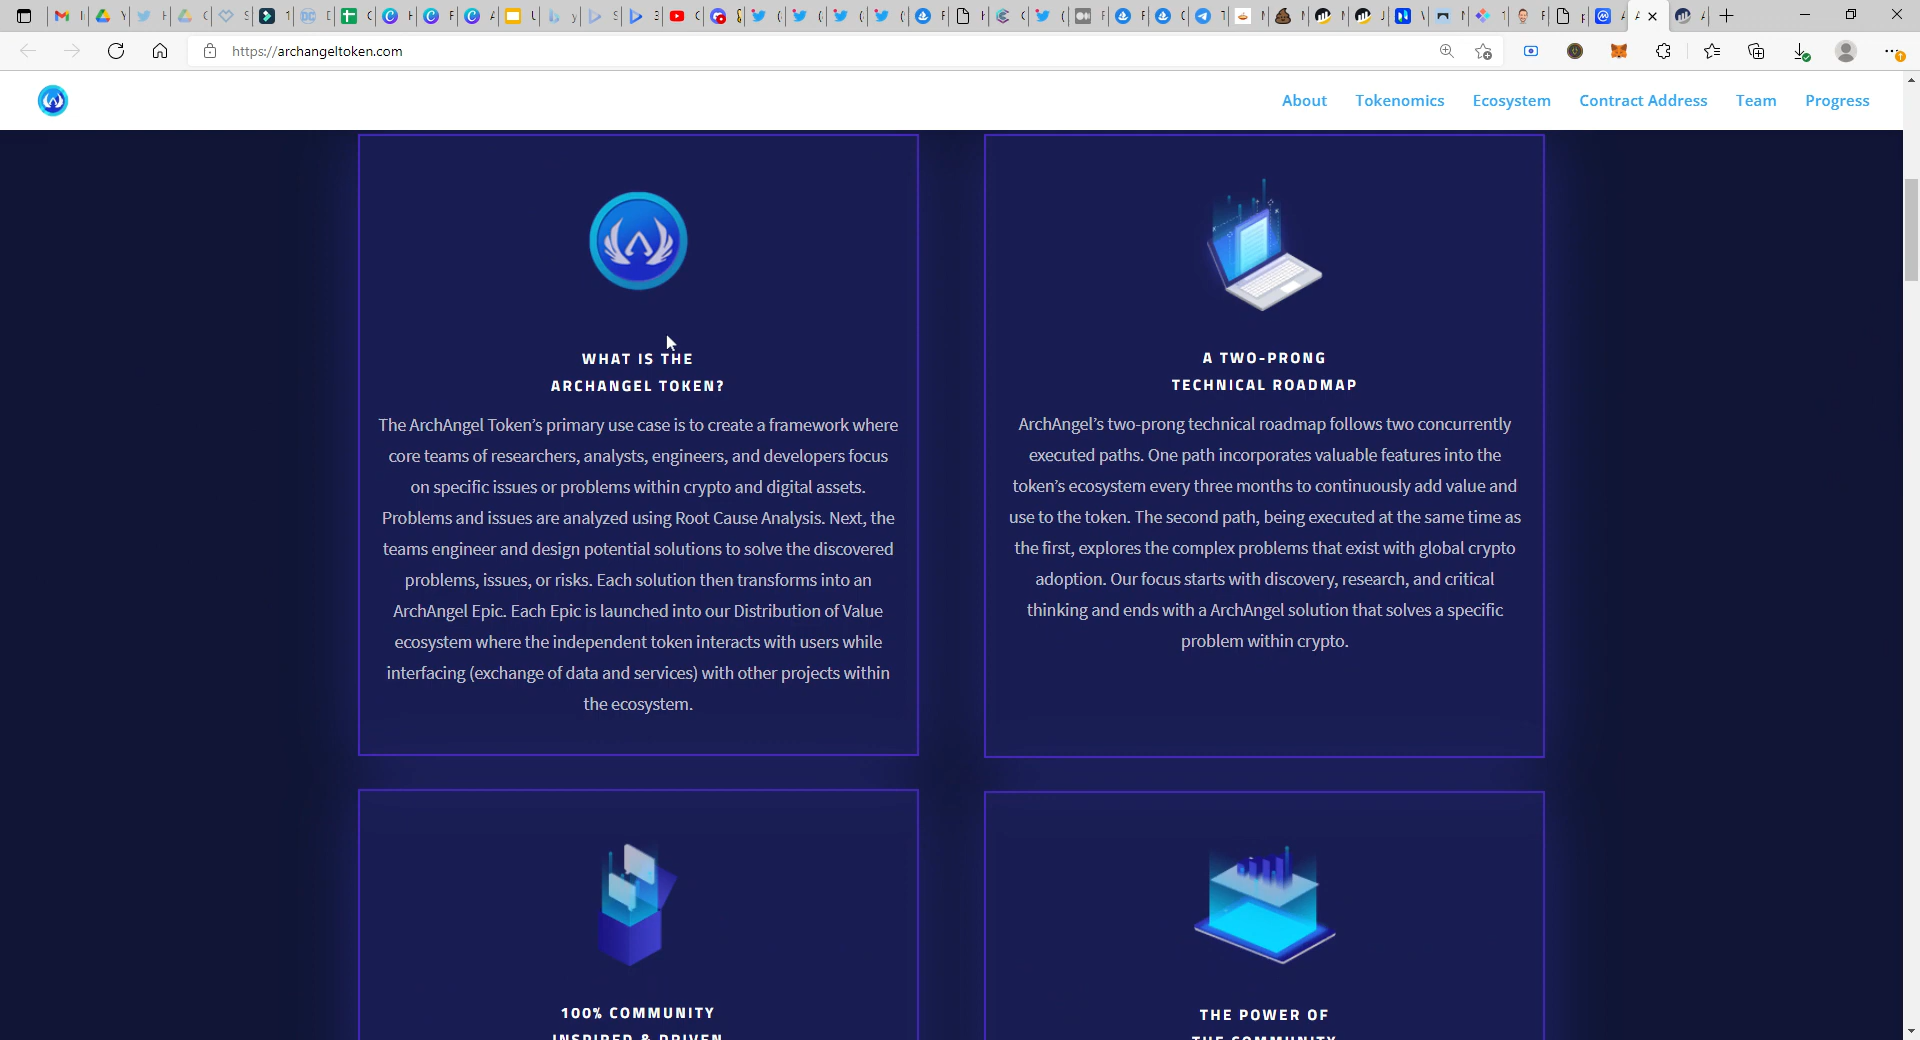 https://archangeltoken.com
About Tokenomics Ecosystem Contract Address Team Progress
WHAT IS THE
ARCHANGEL TOKEN?
The ArchAngel Token’s primary use case is to create a framework where
core teams of researchers, analysts, engineers, and developers focus
on specific issues or problems within crypto and digital assets.
Problems and issues are analyzed using Root Cause Analysis. Next, the
teams engineer and design potential solutions to solve the discovered
problems, issues, or risks. Each solution then transforms into an
ArchAngel Epic. Each Epic is launched into our Distribution of Value
ecosystem where the independent token interacts with users while
interfacing (exchange of data and services) with other projects within
the ecosystem.
A TWO-PRONG
TECHNICAL ROADMAP
ArchAngel’s two-prong technical roadmap follows two concurrently
executed paths. One path incorporates valuable features into the
token’s ecosystem every three months to continuously add value and
use to the token. The second path, being executed at the same time as
the first, explores the complex problems that exist with global crypto
adoption. Our focus starts with discovery, research, and critical
thinking and ends with a ArchAngel solution that solves a specific
problem within crypto.
100% COMMUNITY
INSPIRED & DRIVEN
THE POWER OF
THE COMMUNITY